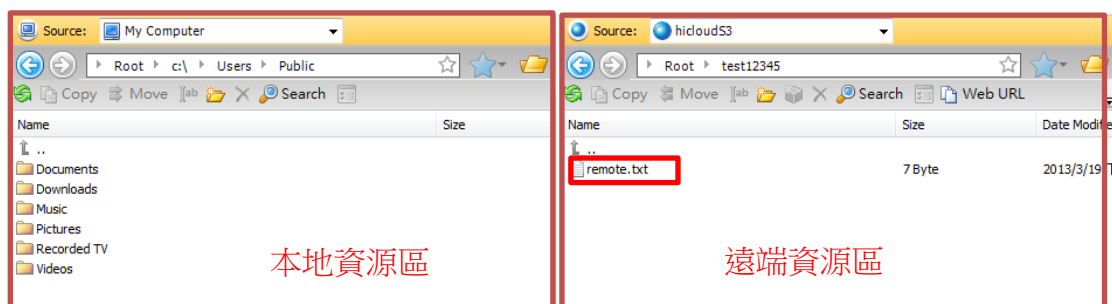 Source: My Computer
Root c:\ Users Public
Copy Move Search
Name Size
..
Documents
Downloads
Music
Pictures
Recorded TV
Videos
本地資源區
Source: hicloudS3
Root test12345
Copy Move Search Web URL
Name Size Date Modifie
..
remote.txt 7 Byte 2013/3/19
遠端資源區